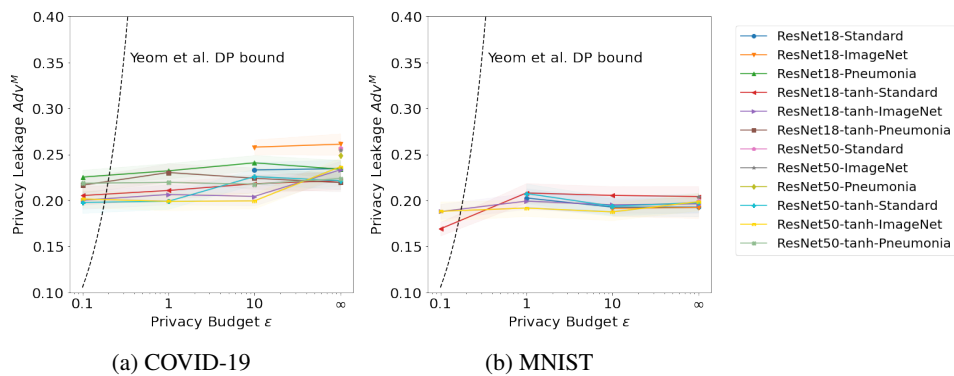 0.40
0.35
0.30
0.25
0.20
0.15
0.10
Privacy Leakage Adv^M
Yeom et al. DP bound
0.1 1 10 ∞
Privacy Budget ε
(a) COVID-19
0.40
0.35
0.30
0.25
0.20
0.15
0.10
Privacy Leakage Adv^M
Yeom et al. DP bound
0.1 1 10 ∞
Privacy Budget ε
(b) MNIST
ResNet18-Standard
ResNet18-ImageNet
ResNet18-Pneumonia
ResNet18-tanh-Standard
ResNet18-tanh-ImageNet
ResNet18-tanh-Pneumonia
ResNet50-Standard
ResNet50-ImageNet
ResNet50-Pneumonia
ResNet50-tanh-Standard
ResNet50-tanh-ImageNet
ResNet50-tanh-Pneumonia